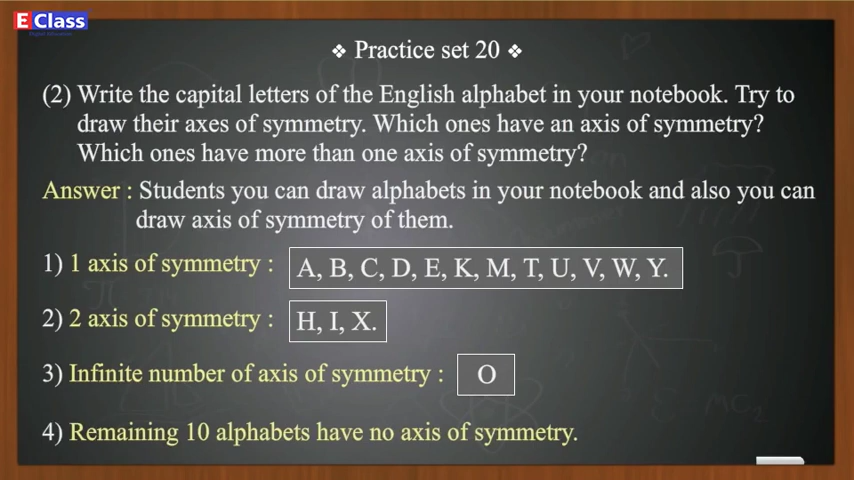 E Class
❖ Practice set 20 ❖
(2) Write the capital letters of the English alphabet in your notebook. Try to
draw their axes of symmetry. Which ones have an axis of symmetry?
Which ones have more than one axis of symmetry?
Answer : Students you can draw alphabets in your notebook and also you can
draw axis of symmetry of them.
1) 1 axis of symmetry : A, B, C, D, E, K, M, T, U, V, W, Y.
2) 2 axis of symmetry : H, I, X.
3) Infinite number of axis of symmetry : O
4) Remaining 10 alphabets have no axis of symmetry.